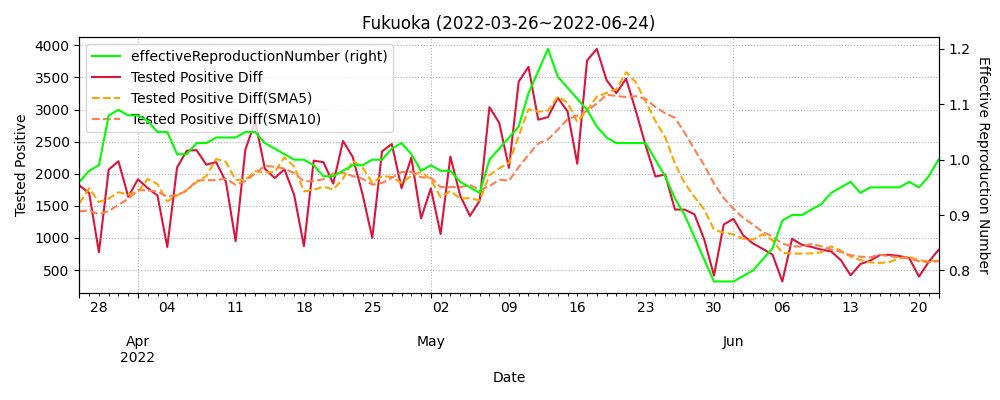 Fukuoka (2022-03-26~2022-06-24)
effectiveReproductionNumber (right)
Tested Positive Diff
Tested Positive Diff(SMA5)
Tested Positive Diff(SMA10)
Tested Positive
4000
3500
3000
2500
2000
1500
1000
500
1.2
1.1
1.0
0.9
0.8
Effective Reproduction Number
28 04 11 18 25 02 09 16 23 30 06 13 20
Apr May Jun
2022
Date